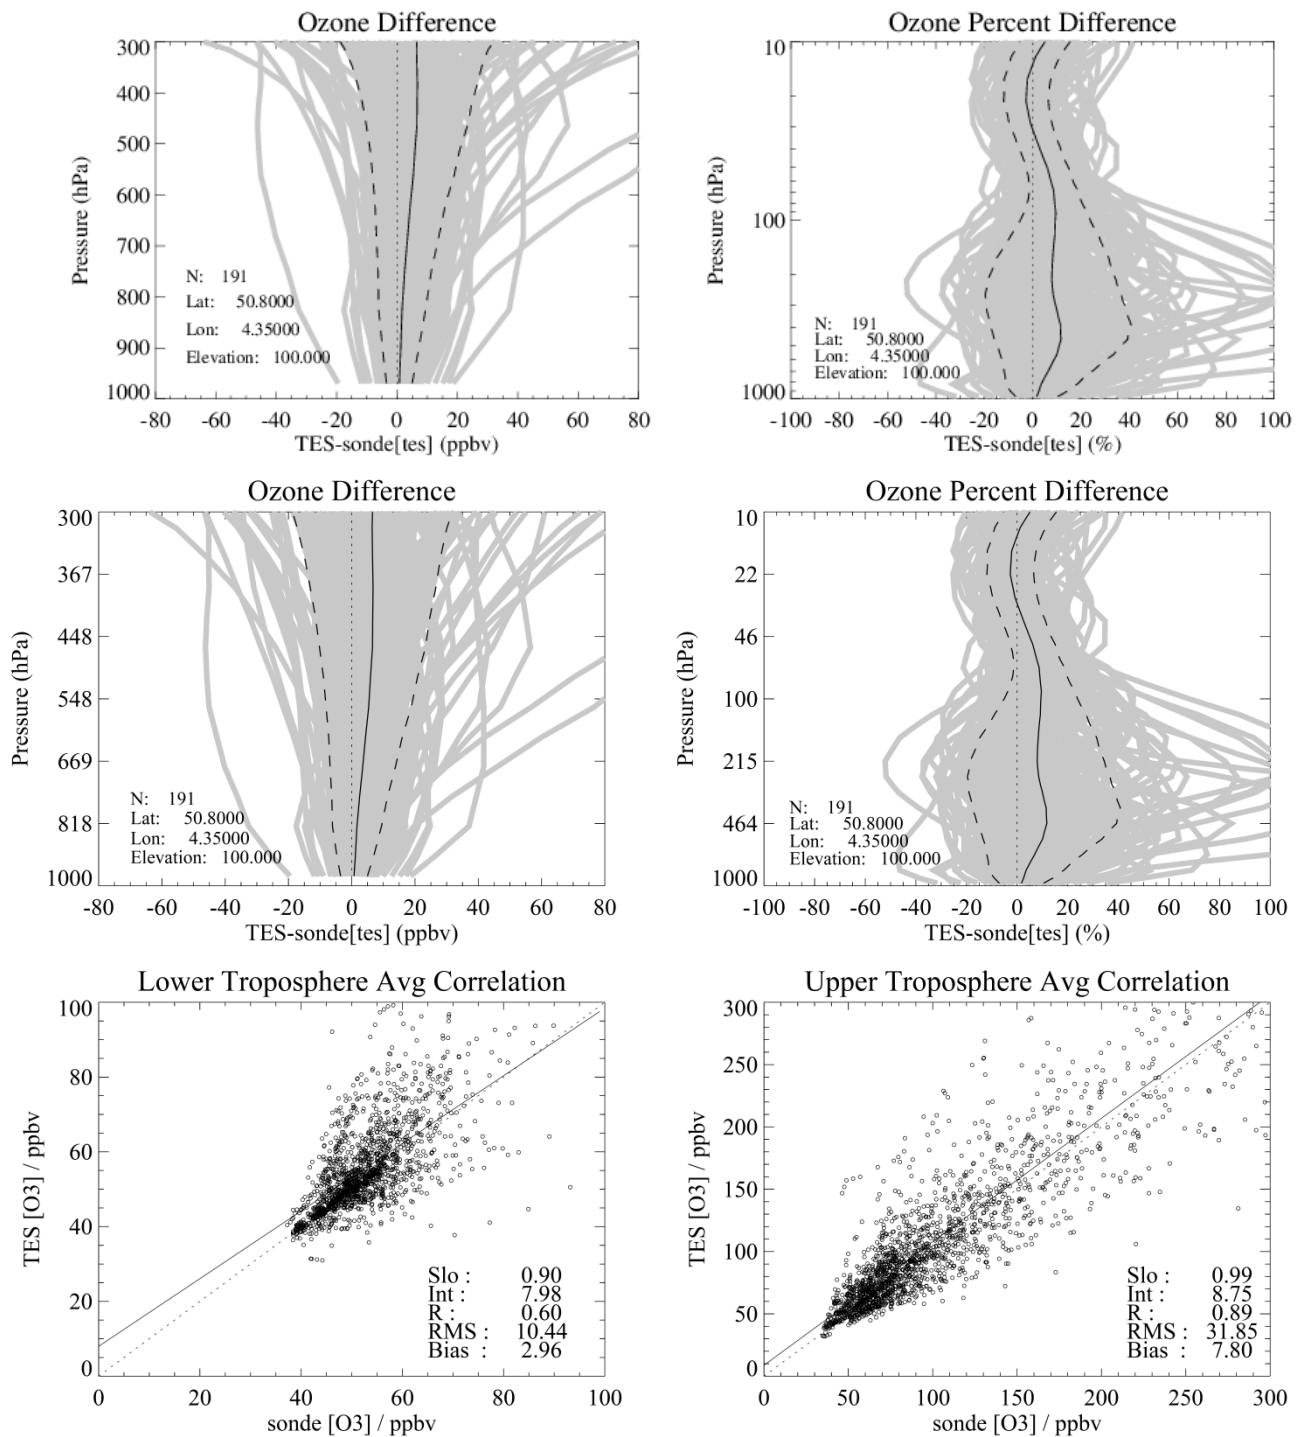 Ozone Difference
300
400
500
600
700
800
900
1000
Pressure (hPa)
N: 191
Lat: 50.8000
Lon: 4.35000
Elevation: 100.000
-80 -60 -40 -20 0 20 40 60 80
TES-sonde[tes] (ppbv)
Ozone Percent Difference
10
100
1000
Pressure (hPa)
N: 191
Lat: 50.8000
Lon: 4.35000
Elevation: 100.000
-100 -80 -60 -40 -20 0 20 40 60 80 100
TES-sonde[tes] (%)
Ozone Difference
300
367
448
548
669
818
1000
Pressure (hPa)
N: 191
Lat: 50.8000
Lon: 4.35000
Elevation: 100.000
-80 -60 -40 -20 0 20 40 60 80
TES-sonde[tes] (ppbv)
Ozone Percent Difference
10
22
46
100
215
464
1000
Pressure (hPa)
N: 191
Lat: 50.8000
Lon: 4.35000
Elevation: 100.000
-100 -80 -60 -40 -20 0 20 40 60 80 100
TES-sonde[tes] (%)
Lower Troposphere Avg Correlation
100
80
60
40
20
0
TES [O3] / ppbv
Slo : 0.90
Int : 7.98
R : 0.60
RMS : 10.44
Bias : 2.96
0 20 40 60 80 100
sonde [O3] / ppbv
Upper Troposphere Avg Correlation
300
250
200
150
100
50
0
TES [O3] / ppbv
Slo : 0.99
Int : 8.75
R : 0.89
RMS : 31.85
Bias : 7.80
0 50 100 150 200 250 300
sonde [O3] / ppbv